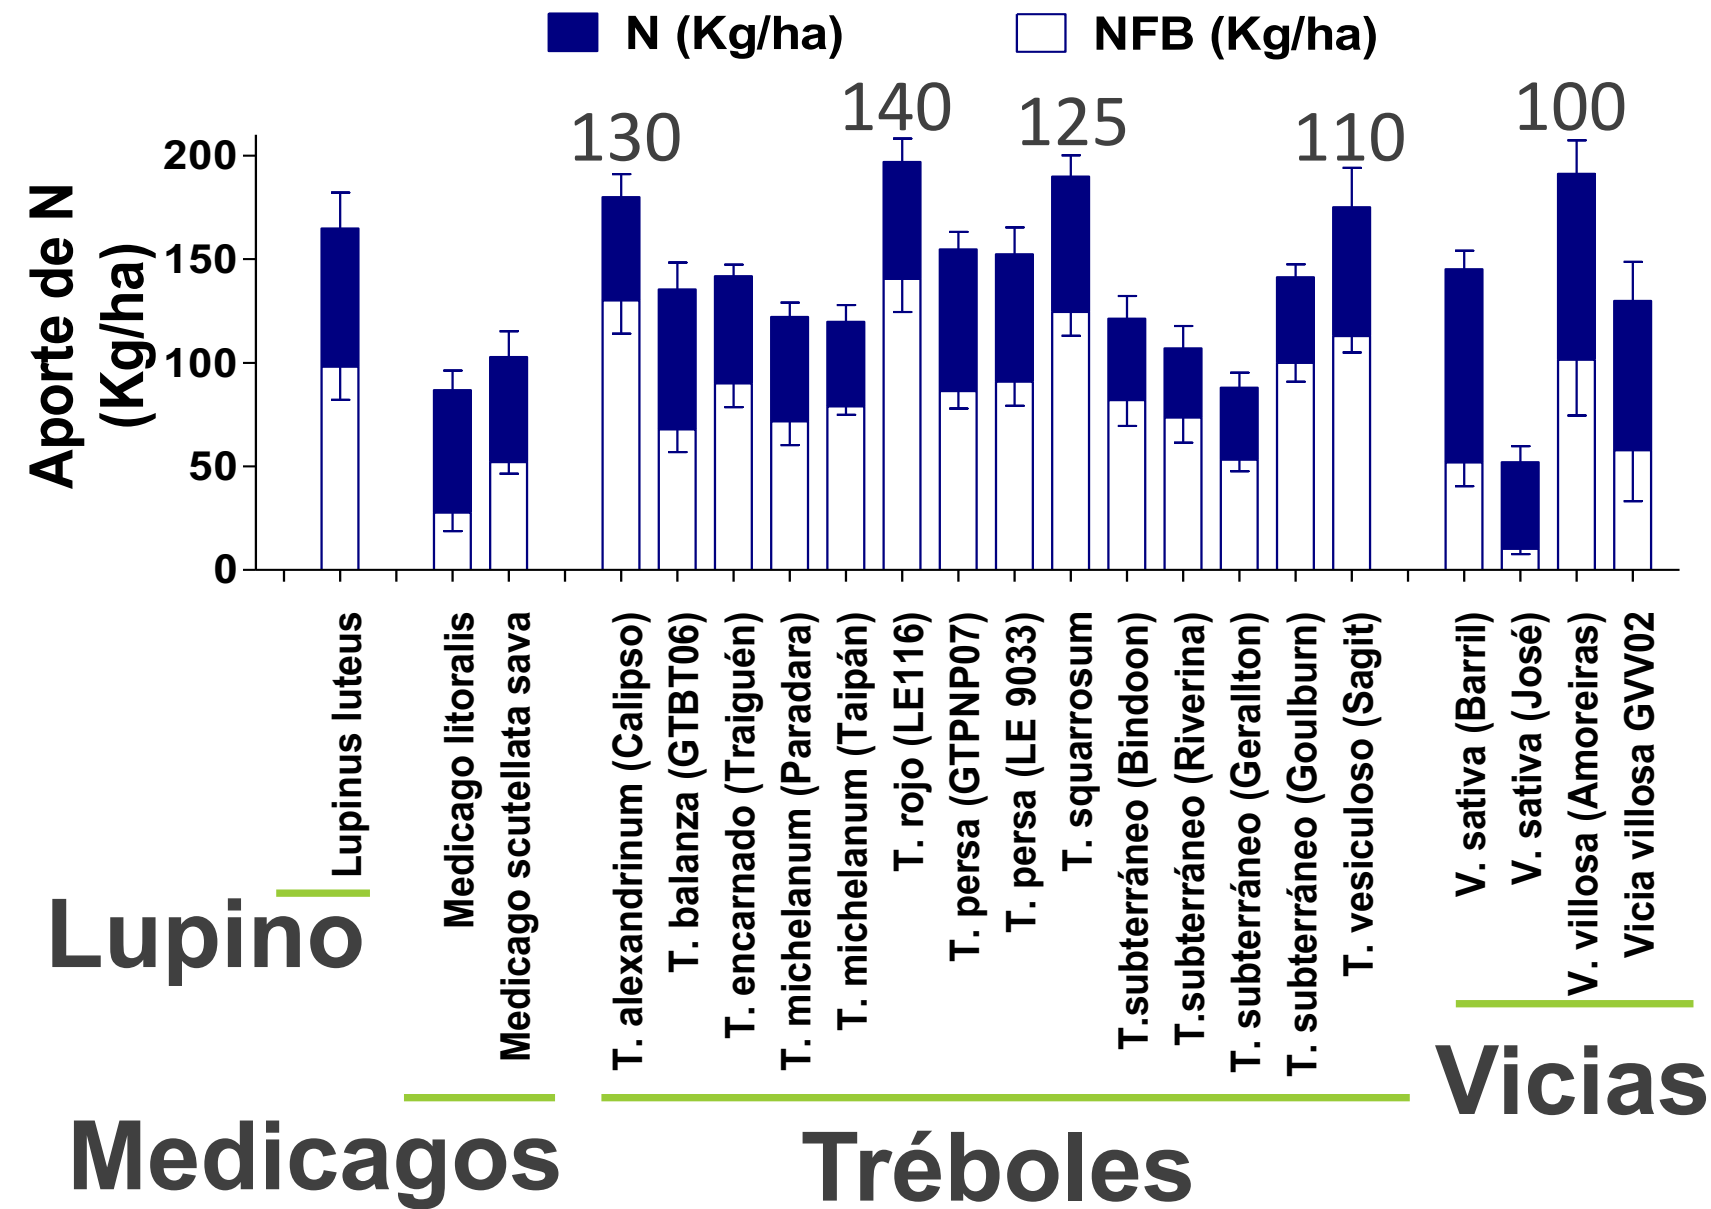 N (Kg/ha)
NFB (Kg/ha)
130
140
125
110
100
Aporte de N
(Kg/ha)
200
150
100
50
0
Lupinus luteus
Medicago litoralis
Medicago scutellata sava
T. alexandrinum (Calipso)
T. balanza (GTBT06)
T. encarnado (Traiguén)
T. michelanum (Paradara)
T. michelanum (Taipán)
T. rojo (LE116)
T. persa (GTPNP07)
T. persa (LE 9033)
T. squarrosum
T.subterráneo (Bindoon)
T.subterráneo (Riverina)
T. subterráneo (Gerallton)
T. subterráneo (Goulburn)
T. vesiculoso (Sagit)
V. sativa (Barril)
V. sativa (José)
V. villosa (Amoreiras)
Vicia villosa GVV02
Lupino
Medicagos
Tréboles
Vicias